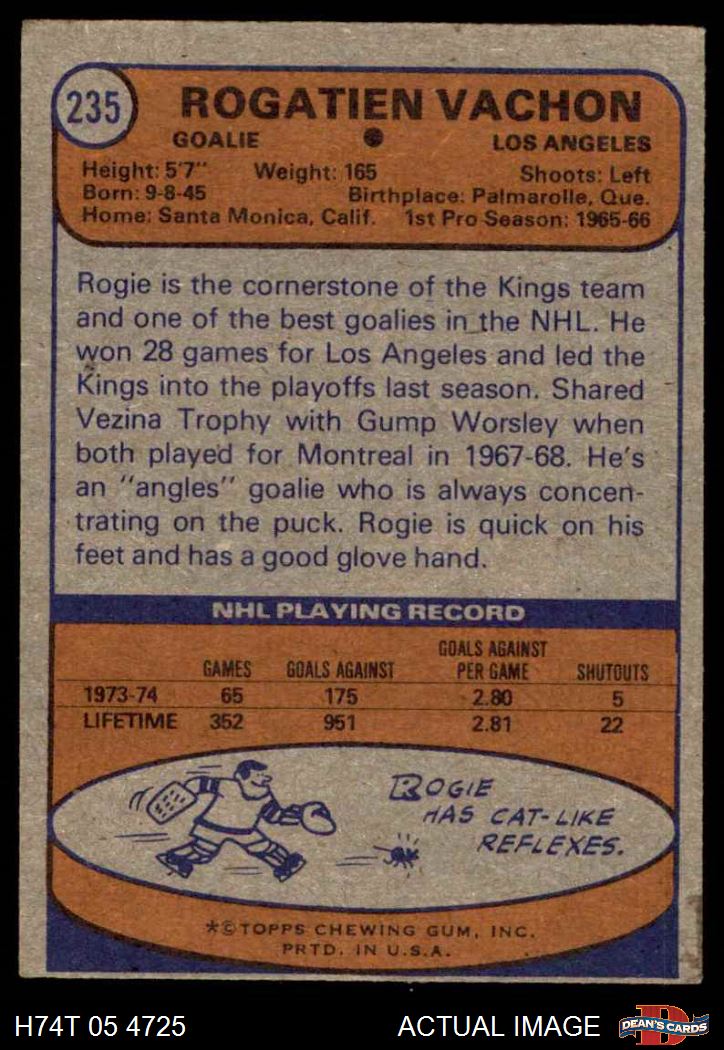 235
ROGATIEN VACHON
GOALIE LOS ANGELES
Height: 5'7" Weight: 165 Shoots: Left
Born: 9-8-45 Birthplace: Palmarolle, Que.
Home: Santa Monica, Calif. 1st Pro Season: 1965-66
Rogie is the cornerstone of the Kings team
and one of the best goalies in the NHL. He
won 28 games for Los Angeles and led the
Kings into the playoffs last season. Shared
Vezina Trophy with Gump Worsley when
both played for Montreal in 1967-68. He's
an "angles" goalie who is always concen-
trating on the puck. Rogie is quick on his
feet and has a good glove hand.
NHL PLAYING RECORD
GAMES GOALS AGAINST GOALS AGAINST PER GAME SHUTOUTS
1973-74 65 175 2.80 5
LIFETIME 352 951 2.81 22
ROGIE
HAS CAT-LIKE
REFLEXES.
*©TOPPS CHEWING GUM, INC.
PRTD. IN U.S.A.
H74T 05 4725 ACTUAL IMAGE
D
DEAN'S CARDS